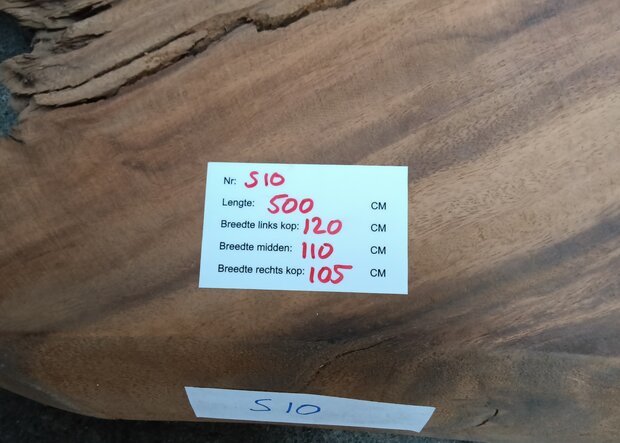 Nr: S10
Lengte: 500 CM
Breedte links kop: 120 CM
Breedte midden: 110 CM
Breedte rechts kop: 105 CM
S 10